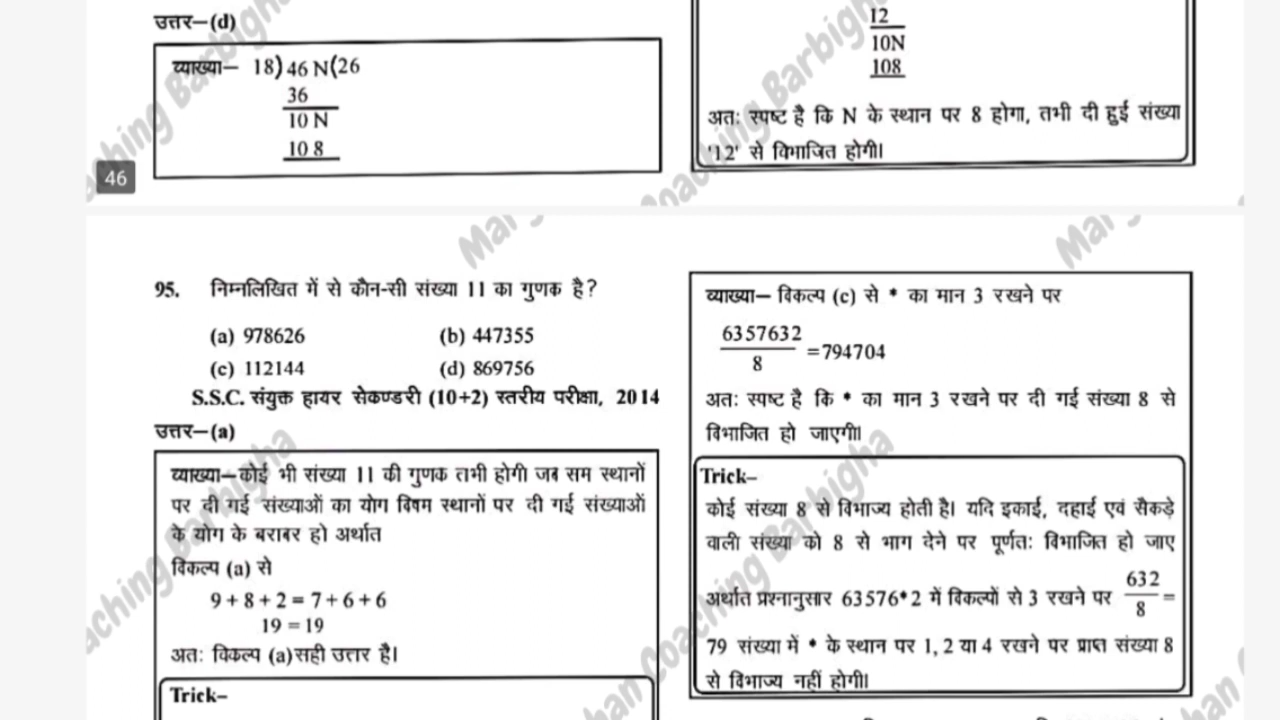 उत्तर–(d)
व्याख्या– 18) 46 N(26
36
10 N
10 8
46
12
10N
108
अतः स्पष्ट है कि N के स्थान पर 8 होगा, तभी दी हुई संख्या
'12' से विभाजित होगी।
95. निम्नलिखित में से कौन-सी संख्या 11 का गुणक है?
(a) 978626 (b) 447355
(c) 112144 (d) 869756
S.S.C. संयुक्त हायर सेकण्डरी (10+2) स्तरीय परीक्षा, 2014
उत्तर–(a)
व्याख्या–कोई भी संख्या 11 की गुणक तभी होगी जब सम स्थानों
पर दी गई संख्याओं का योग विषम स्थानों पर दी गई संख्याओं
के योग के बराबर हो अर्थात
विकल्प (a) से
9 + 8 + 2 = 7 + 6 + 6
19 = 19
अतः विकल्प (a) सही उत्तर है।
Trick–
व्याख्या– विकल्प (c) से * का मान 3 रखने पर
6357632
8
=794704
अतः स्पष्ट है कि * का मान 3 रखने पर दी गई संख्या 8 से
विभाजित हो जाएगी।
Trick–
कोई संख्या 8 से विभाज्य होती है। यदि इकाई, दहाई एवं सैकड़े
वाली संख्या को 8 से भाग देने पर पूर्णतः विभाजित हो जाए
अर्थात प्रश्नानुसार 63576*2 में विकल्पों से 3 रखने पर 632/8 =
79 संख्या में * के स्थान पर 1, 2 या 4 रखने पर प्राप्त संख्या 8
से विभाज्य नहीं होगी।